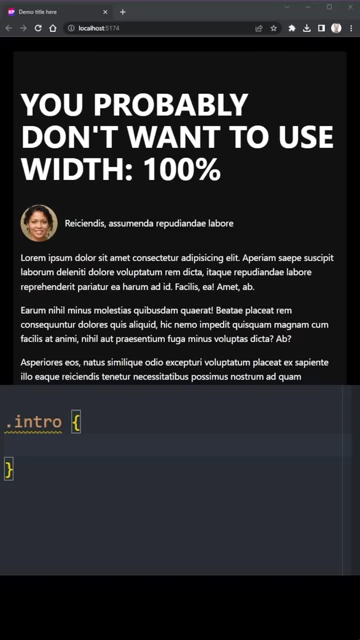 Demo title here
localhost:5174
YOU PROBABLY
DON'T WANT TO USE
WIDTH: 100%
Reiciendis, assumenda repudiandae labore
Lorem ipsum dolor sit amet consectetur adipisicing elit. Aperiam saepe suscipit
laborum deleniti dolore voluptatum rem dicta, itaque repudiandae labore
reprehenderit pariatur ea harum ad id. Facilis, ea! Amet, ab.
Earum nihil minus molestias quibusdam quaerat! Beatae placeat rem
consequuntur dolores quis aliquid, hic nemo impedit quisquam magnam cum
facilis at animi, nihil aut praesentium fuga minus voluptas dicta? Ab?
Asperiores eos, natus similique odio excepturi voluptatum placeat ex sapiente
illo eaque reiciendis tenetur necessitatibus possimus nostrum ad quam
.intro {
}